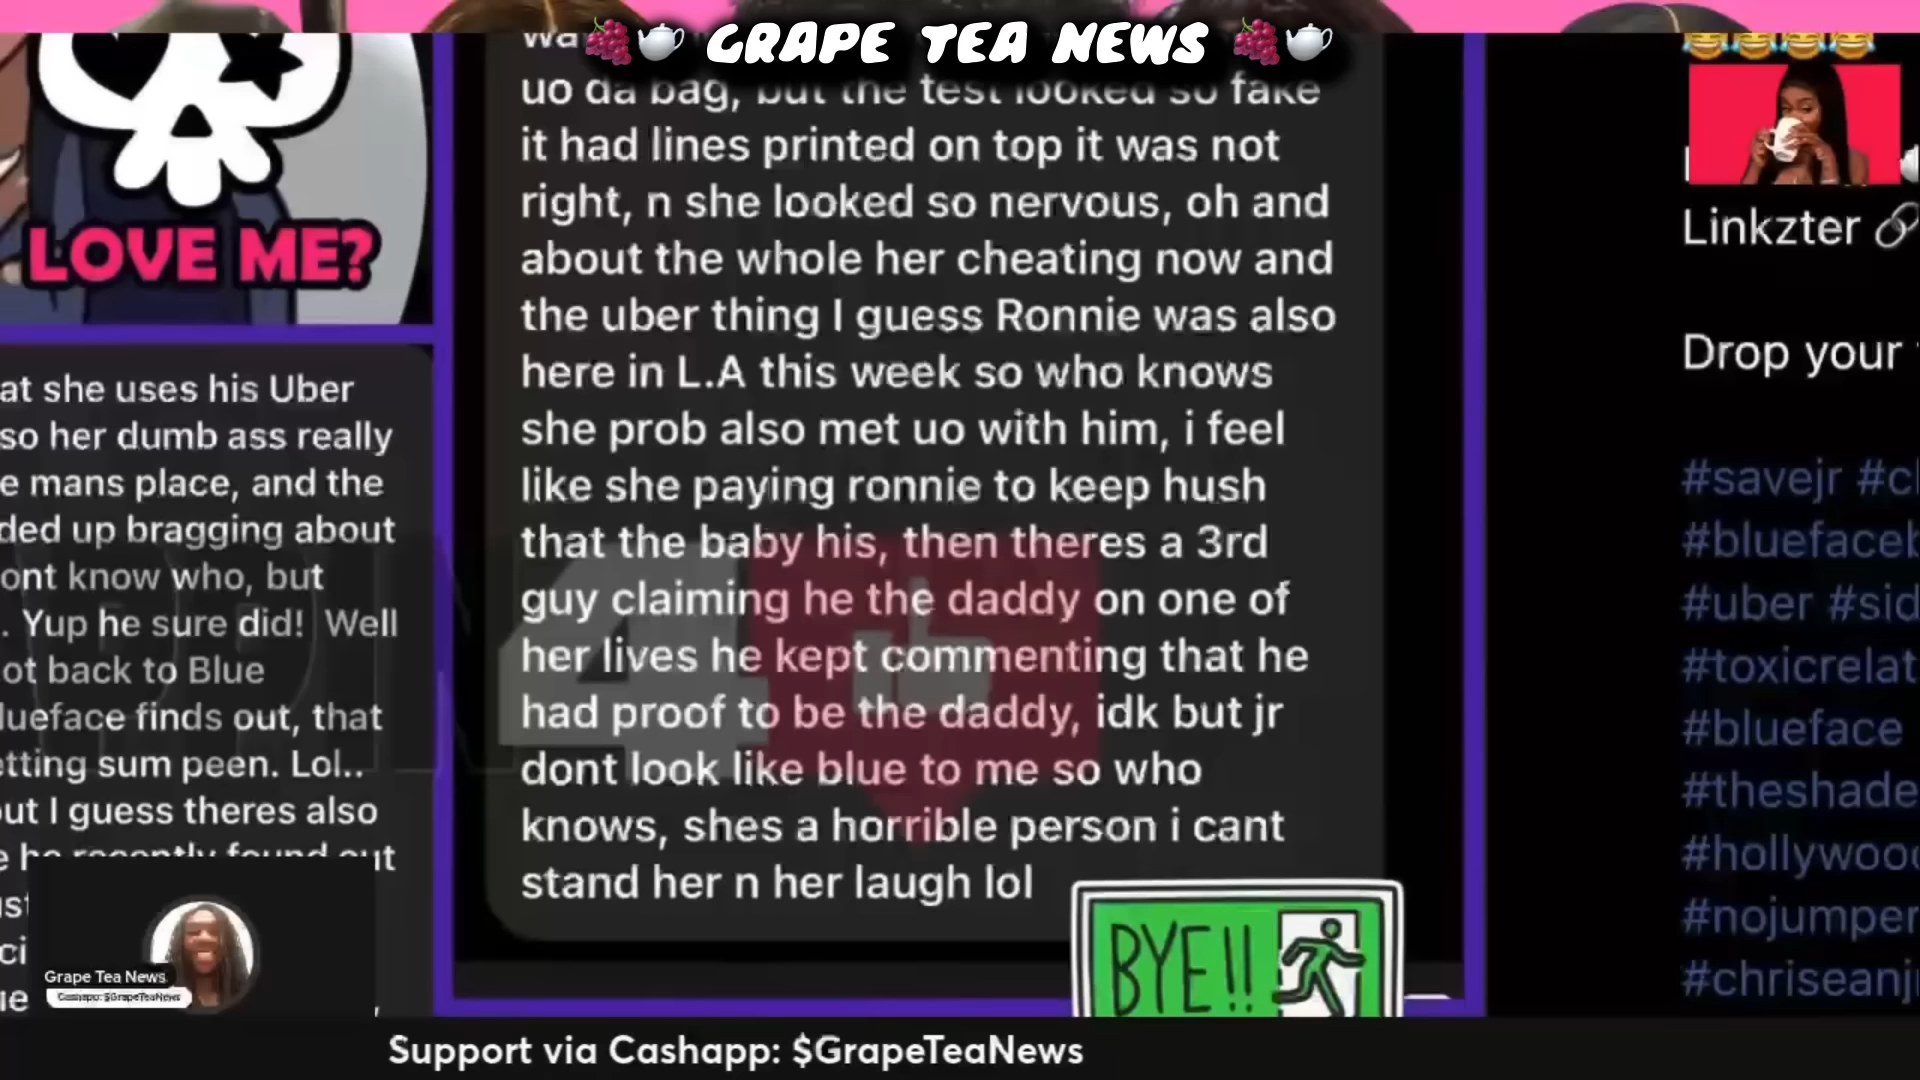 GRAPE TEA NEWS
LOVE ME?
at she uses his Uber
so her dumb ass really
e mans place, and the
ded up bragging about
ont know who, but
. Yup he sure did! Well
ot back to Blue
lueface finds out, that
etting sum peen. Lol..
out I guess theres also
e he recently found out
Grape Tea News
Cashapp: $GrapeTeaNews
uo da bag, but the test looked so fake
it had lines printed on top it was not
right, n she looked so nervous, oh and
about the whole her cheating now and
the uber thing I guess Ronnie was also
here in L.A this week so who knows
she prob also met uo with him, i feel
like she paying ronnie to keep hush
that the baby his, then theres a 3rd
guy claiming he the daddy on one of
her lives he kept commenting that he
had proof to be the daddy, idk but jr
dont look like blue to me so who
knows, shes a horrible person i cant
stand her n her laugh lol
BYE!!
Linkzter
Drop your
#savejr #c
#blueface
#uber #sid
#toxicrelat
#blueface
#theshade
#hollywoo
#nojumper
#chriseanj
Support via Cashapp: $GrapeTeaNews